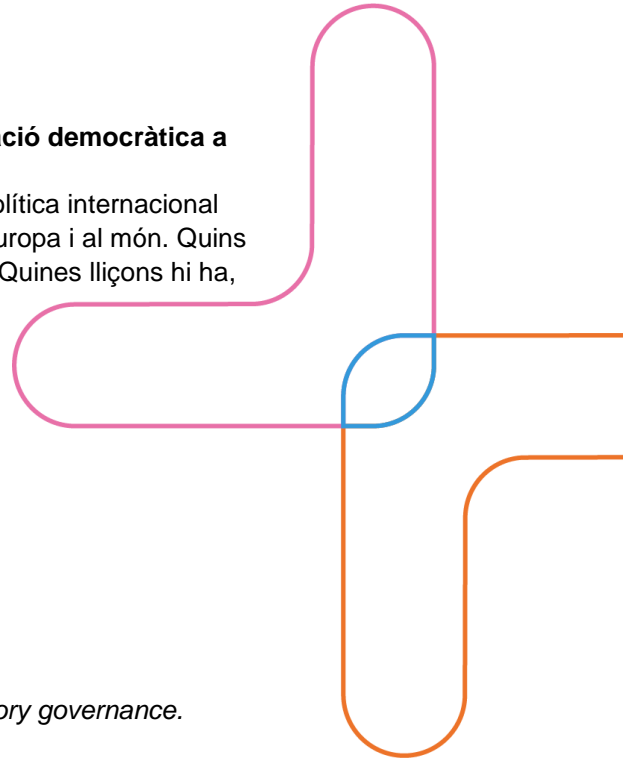 ació democràtica a
olítica internacional
uropa i al món. Quins
Quines lliçons hi ha,
ory governance.